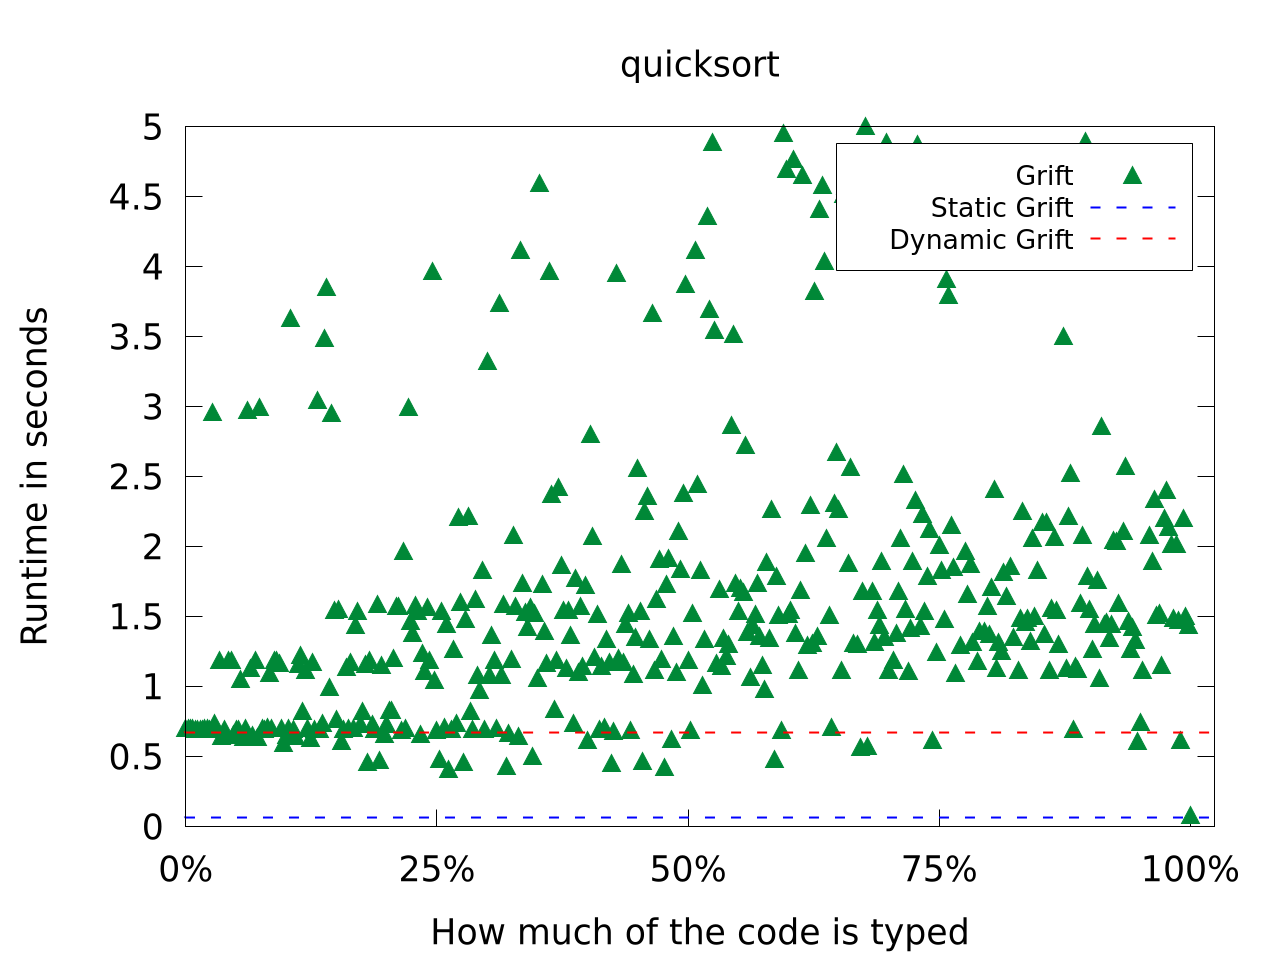 quicksort
5
4.5
4
3.5
3
2.5
2
1.5
1
0.5
0
Runtime in seconds
Grift
Static Grift
Dynamic Grift
0% 25% 50% 75% 100%
How much of the code is typed